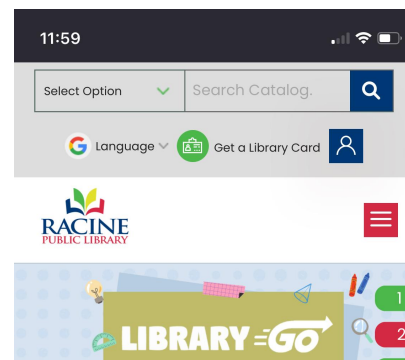 11:59
Select Option
Search Catalog.
G Language
Get a Library Card
RACINE
PUBLIC LIBRARY
1
LIBRARY GO
2